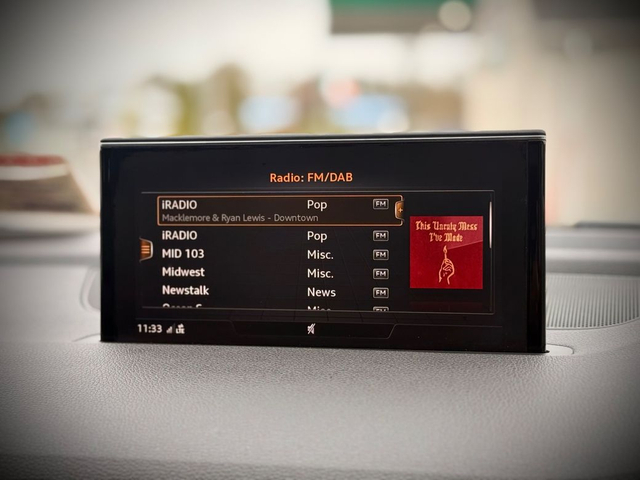 Radio: FM/DAB
iRADIO Pop FM
Macklemore & Ryan Lewis - Downtown
iRADIO Pop FM
MID 103 Misc. FM
Midwest Misc. FM
Newstalk News FM
This Unruly Mess
I've Made
11:33